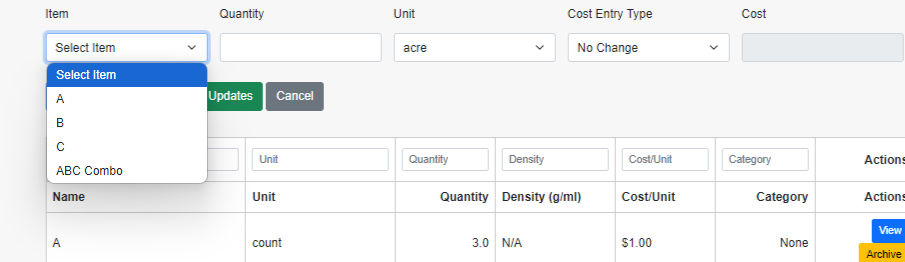 Item Quantity Unit Cost Entry Type Cost
Select Item acre No Change
Select Item
A
Updates Cancel
B
C
Unit Quantity Density Cost/Unit Category Actions
ABC Combo
Name Unit Quantity Density (g/ml) Cost/Unit Category Actions
View
A count 3.0 N/A $1.00 None
Archive